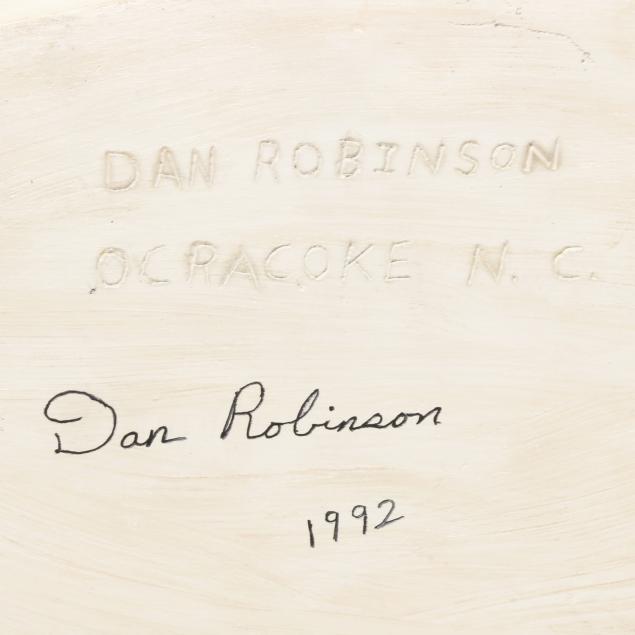 DAN ROBINSON
OCRACOKE N. C.
Dan Robinson
1992